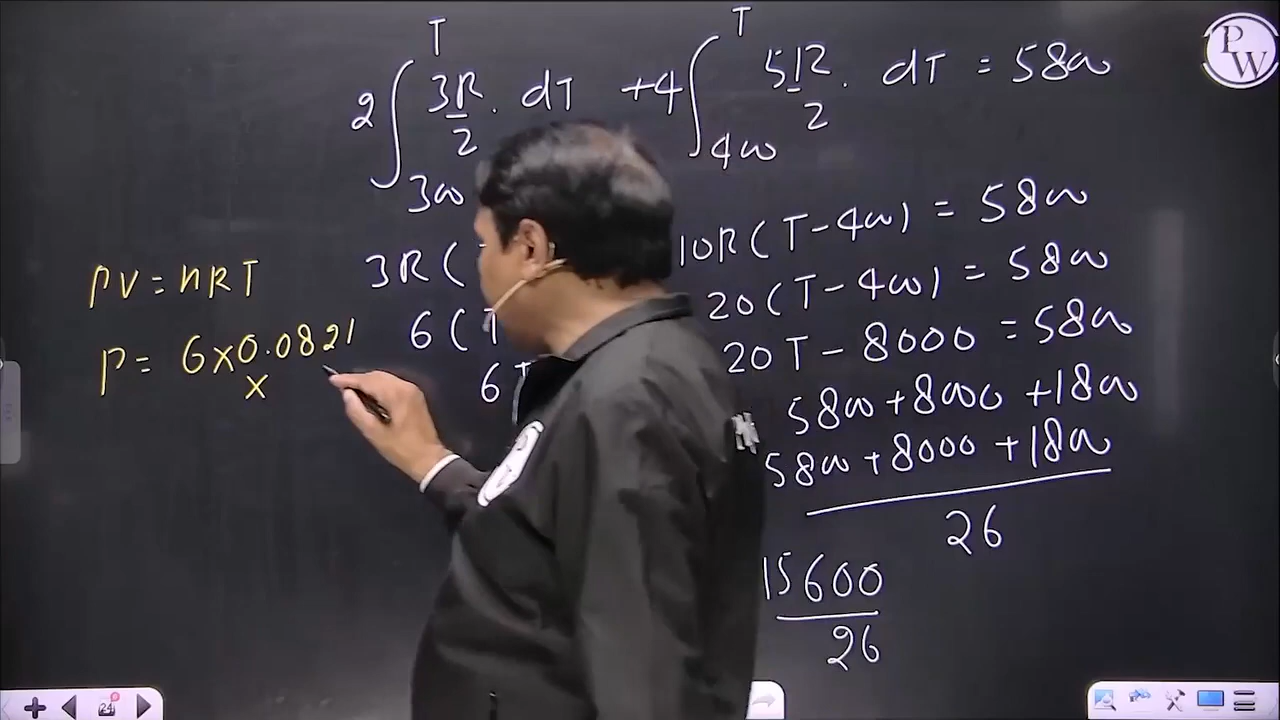 2∫ 3R/2 . dT + 4∫ 5R/2 . dT = 5800
T T
300 400
3R( 10R(T-400) = 5800
6(T 20(T-400) = 5800
6T 20T - 8000 = 5800
5800 + 8000 + 1800
5800 + 8000 + 1800
26
15600
26
PV = nRT
P = 6 x 0.0821
x
P
W
24